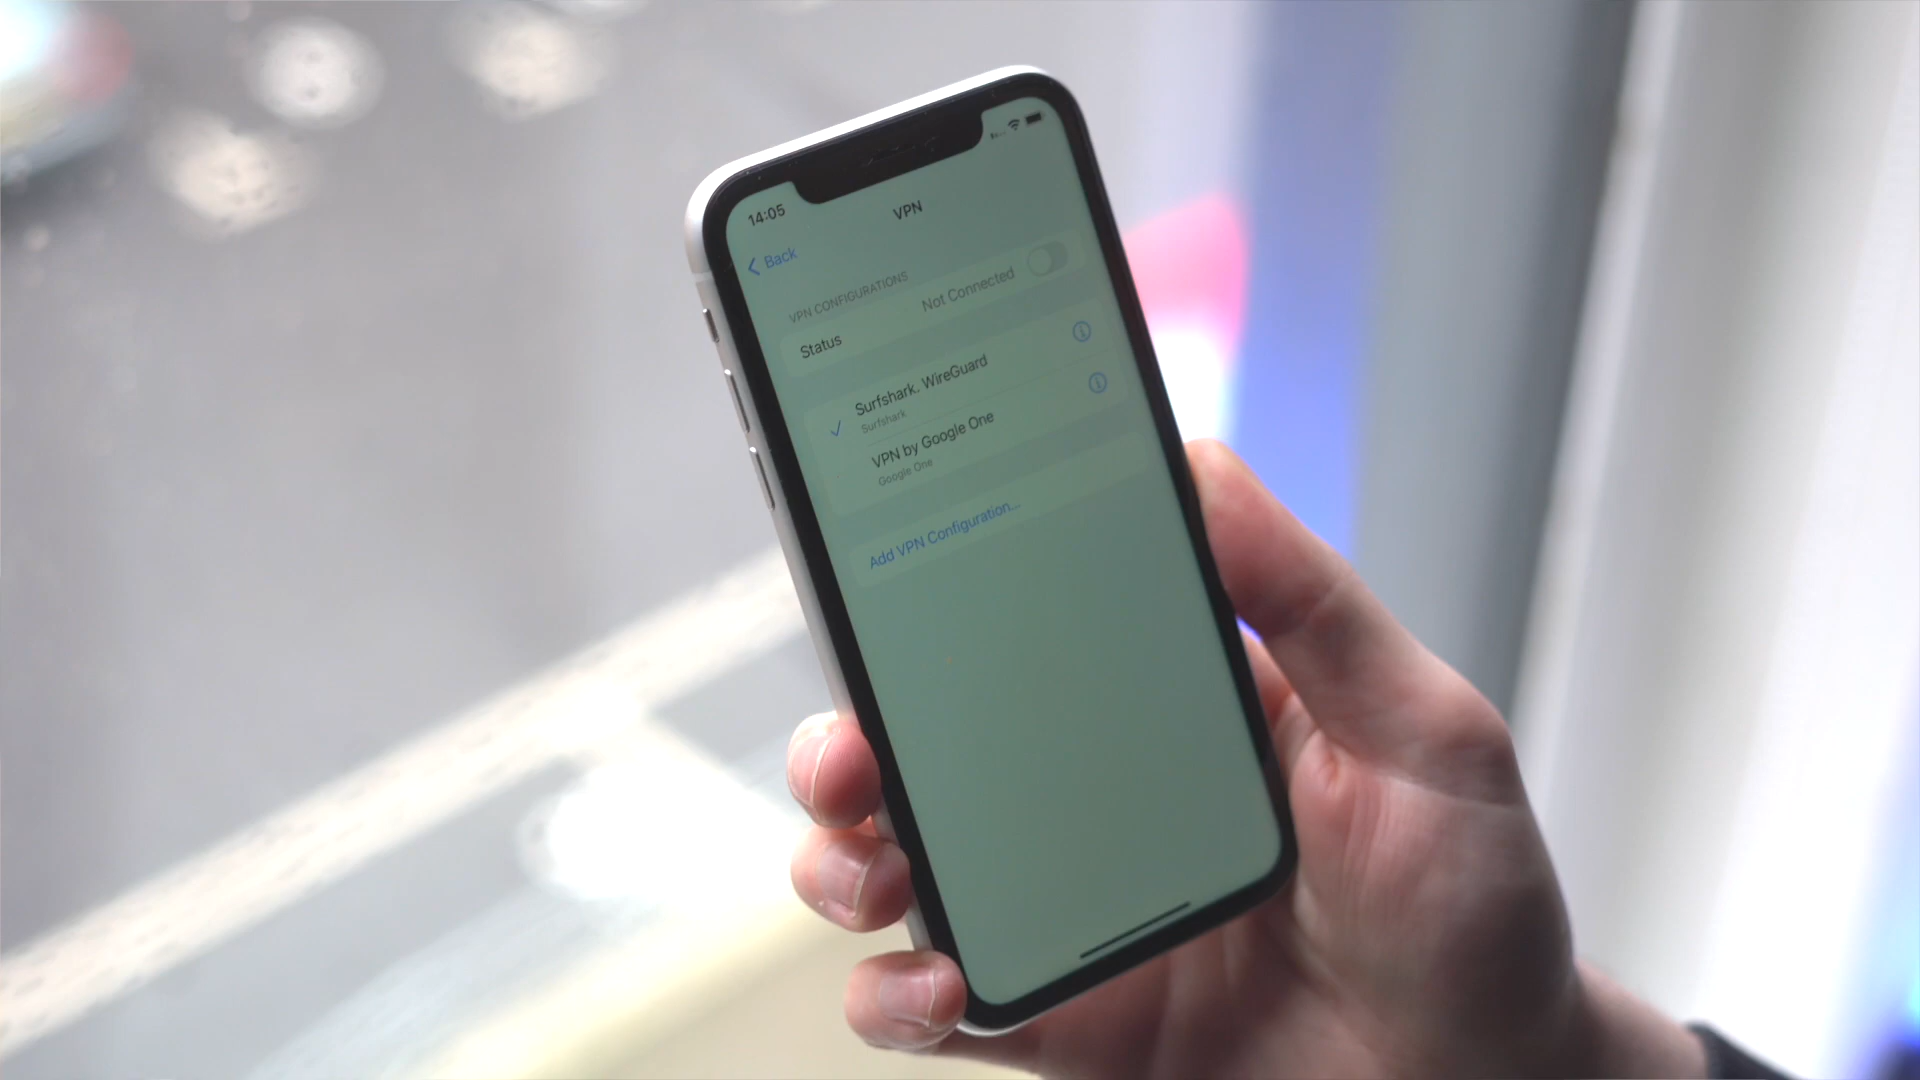 14:05
VPN
Back
VPN CONFIGURATIONS
Status Not Connected
Surfshark. WireGuard
Surfshark
VPN by Google One
Google One
Add VPN Configuration...